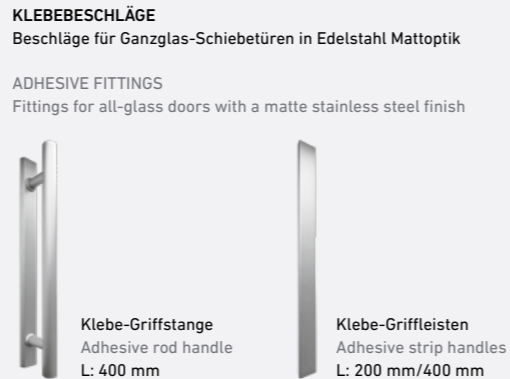 KLEBEBESCHLÄGE
Beschläge für Ganzglas-Schiebetüren in Edelstahl Mattoptik
ADHESIVE FITTINGS
Fittings for all-glass doors with a matte stainless steel finish
Klebe-Griffstange
Adhesive rod handle
L: 400 mm
Klebe-Griffleisten
Adhesive strip handles
L: 200 mm/400 mm